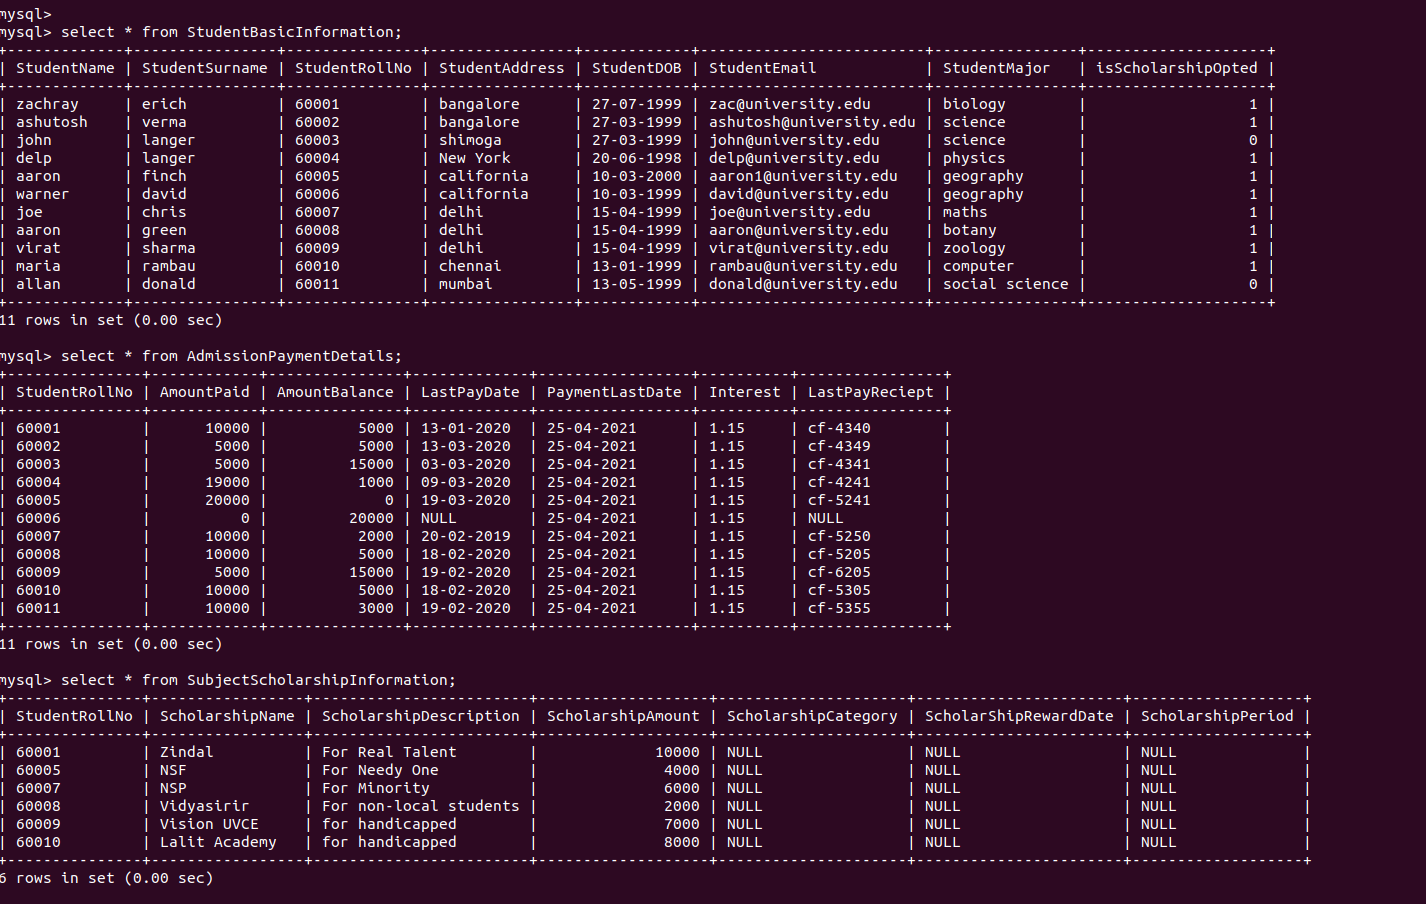 mysql>
mysql> select * from StudentBasicInformation;
+-------------+----------------+---------------+----------------+------------+------------------------+----------------+--------------------+
| StudentName | StudentSurname | StudentRollNo | StudentAddress | StudentDOB | StudentEmail           | StudentMajor   | isScholarshipOpted |
+-------------+----------------+---------------+----------------+------------+------------------------+----------------+--------------------+
| zachray     | erich          | 60001         | bangalore      | 27-07-1999 | zac@university.edu     | biology        |                  1 |
| ashutosh    | verma          | 60002         | bangalore      | 27-03-1999 | ashutosh@university.edu | science        |                  1 |
| john        | langer         | 60003         | shimoga        | 27-03-1999 | john@university.edu    | science        |                  0 |
| delp        | langer         | 60004         | New York       | 20-06-1998 | delp@university.edu    | physics        |                  1 |
| aaron       | finch          | 60005         | california     | 10-03-2000 | aaron1@university.edu  | geography      |                  1 |
| warner      | david          | 60006         | california     | 10-03-1999 | david@university.edu   | geography      |                  1 |
| joe         | chris          | 60007         | delhi          | 15-04-1999 | joe@university.edu     | maths          |                  1 |
| aaron       | green          | 60008         | delhi          | 15-04-1999 | aaron@university.edu   | botany         |                  1 |
| virat       | sharma         | 60009         | delhi          | 15-04-1999 | virat@university.edu   | zoology        |                  1 |
| maria       | rambau         | 60010         | chennai        | 13-01-1999 | rambau@university.edu  | computer       |                  1 |
| allan       | donald         | 60011         | mumbai         | 13-05-1999 | donald@university.edu  | social science |                  0 |
+-------------+----------------+---------------+----------------+------------+------------------------+----------------+--------------------+
11 rows in set (0.00 sec)
mysql> select * from AdmissionPaymentDetails;
+---------------+------------+---------------+-------------+-----------------+----------+----------------+
| StudentRollNo | AmountPaid | AmountBalance | LastPayDate | PaymentLastDate | Interest | LastPayReciept |
+---------------+------------+---------------+-------------+-----------------+----------+----------------+
| 60001         |      10000 |          5000 | 13-01-2020  | 25-04-2021      | 1.15     | cf-4340        |
| 60002         |       5000 |          5000 | 13-03-2020  | 25-04-2021      | 1.15     | cf-4349        |
| 60003         |       5000 |         15000 | 03-03-2020  | 25-04-2021      | 1.15     | cf-4341        |
| 60004         |      19000 |          1000 | 09-03-2020  | 25-04-2021      | 1.15     | cf-4241        |
| 60005         |      20000 |             0 | 19-03-2020  | 25-04-2021      | 1.15     | cf-5241        |
| 60006         |          0 |         20000 | NULL        | 25-04-2021      | 1.15     | NULL           |
| 60007         |      10000 |          2000 | 20-02-2019  | 25-04-2021      | 1.15     | cf-5250        |
| 60008         |      10000 |          5000 | 18-02-2020  | 25-04-2021      | 1.15     | cf-5205        |
| 60009         |       5000 |         15000 | 19-02-2020  | 25-04-2021      | 1.15     | cf-6205        |
| 60010         |      10000 |          5000 | 18-02-2020  | 25-04-2021      | 1.15     | cf-5305        |
| 60011         |      10000 |          3000 | 19-02-2020  | 25-04-2021      | 1.15     | cf-5355        |
+---------------+------------+---------------+-------------+-----------------+----------+----------------+
11 rows in set (0.00 sec)
mysql> select * from SubjectScholarshipInformation;
+---------------+-----------------+------------------------+-------------------+---------------------+-----------------------+-------------------+
| StudentRollNo | ScholarshipName | ScholarshipDescription | ScholarshipAmount | ScholarshipCategory | ScholarShipRewardDate | ScholarshipPeriod |
+---------------+-----------------+------------------------+-------------------+---------------------+-----------------------+-------------------+
| 60001         | Zindal          | For Real Talent        |             10000 | NULL                | NULL                  | NULL              |
| 60005         | NSF             | For Needy One          |              4000 | NULL                | NULL                  | NULL              |
| 60007         | NSP             | For Minority           |              6000 | NULL                | NULL                  | NULL              |
| 60008         | Vidyasirir      | For non-local students |              2000 | NULL                | NULL                  | NULL              |
| 60009         | Vision UVCE     | for handicapped        |              7000 | NULL                | NULL                  | NULL              |
| 60010         | Lalit Academy   | for handicapped        |              8000 | NULL                | NULL                  | NULL              |
+---------------+-----------------+------------------------+-------------------+---------------------+-----------------------+-------------------+
6 rows in set (0.00 sec)